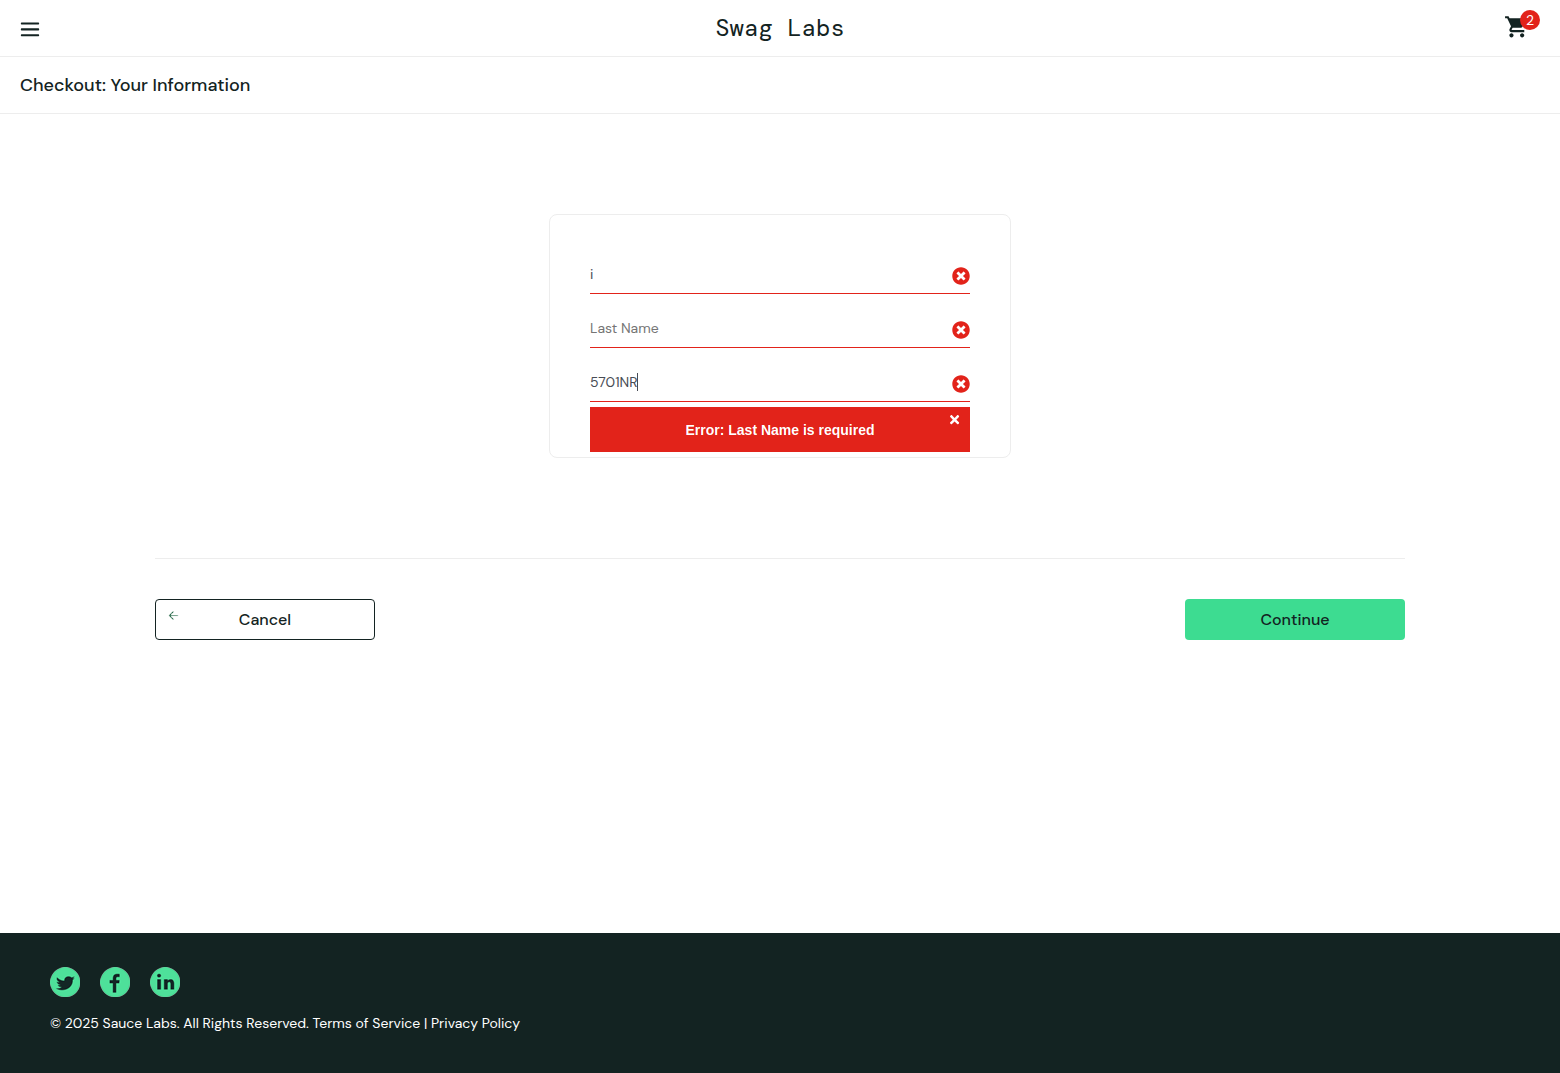 Swag Labs
2
Checkout: Your Information
i
Last Name
5701NR
Error: Last Name is required
Cancel
Continue
© 2025 Sauce Labs. All Rights Reserved. Terms of Service | Privacy Policy